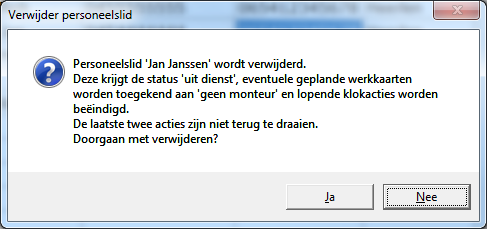 Verwijder personeelslid
Personeelslid 'Jan Janssen' wordt verwijderd.
Deze krijgt de status 'uit dienst', eventuele geplande werkkaarten
worden toegekend aan 'geen monteur' en lopende klokacties worden
beëindigd.
De laatste twee acties zijn niet terug te draaien.
Doorgaan met verwijderen?
Ja
Nee